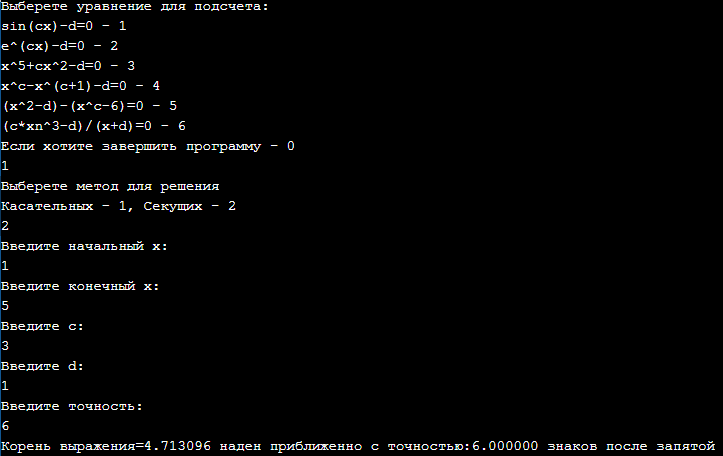 Выберете уравнение для подсчета:
sin(cx)-d=0 - 1
e^(cx)-d=0 - 2
x^5+cx^2-d=0 - 3
x^c-x^(c+1)-d=0 - 4
(x^2-d)-(x^c-6)=0 - 5
(c*xn^3-d)/(x+d)=0 - 6
Если хотите завершить программу - 0
1
Выберете метод для решения
Касательных - 1, Секущих - 2
2
Введите начальный x:
1
Введите конечный x:
5
Введите c:
3
Введите d:
1
Введите точность:
6
Корень выражения=4.713096 наден приближенно с точностью:6.000000 знаков после запятой